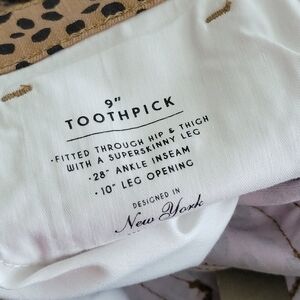 9"
TOOTHPICK
•FITTED THROUGH HIP & THIGH
WITH A SUPERSKINNY LEG
•28" ANKLE INSEAM
•10" LEG OPENING
DESIGNED IN
New York